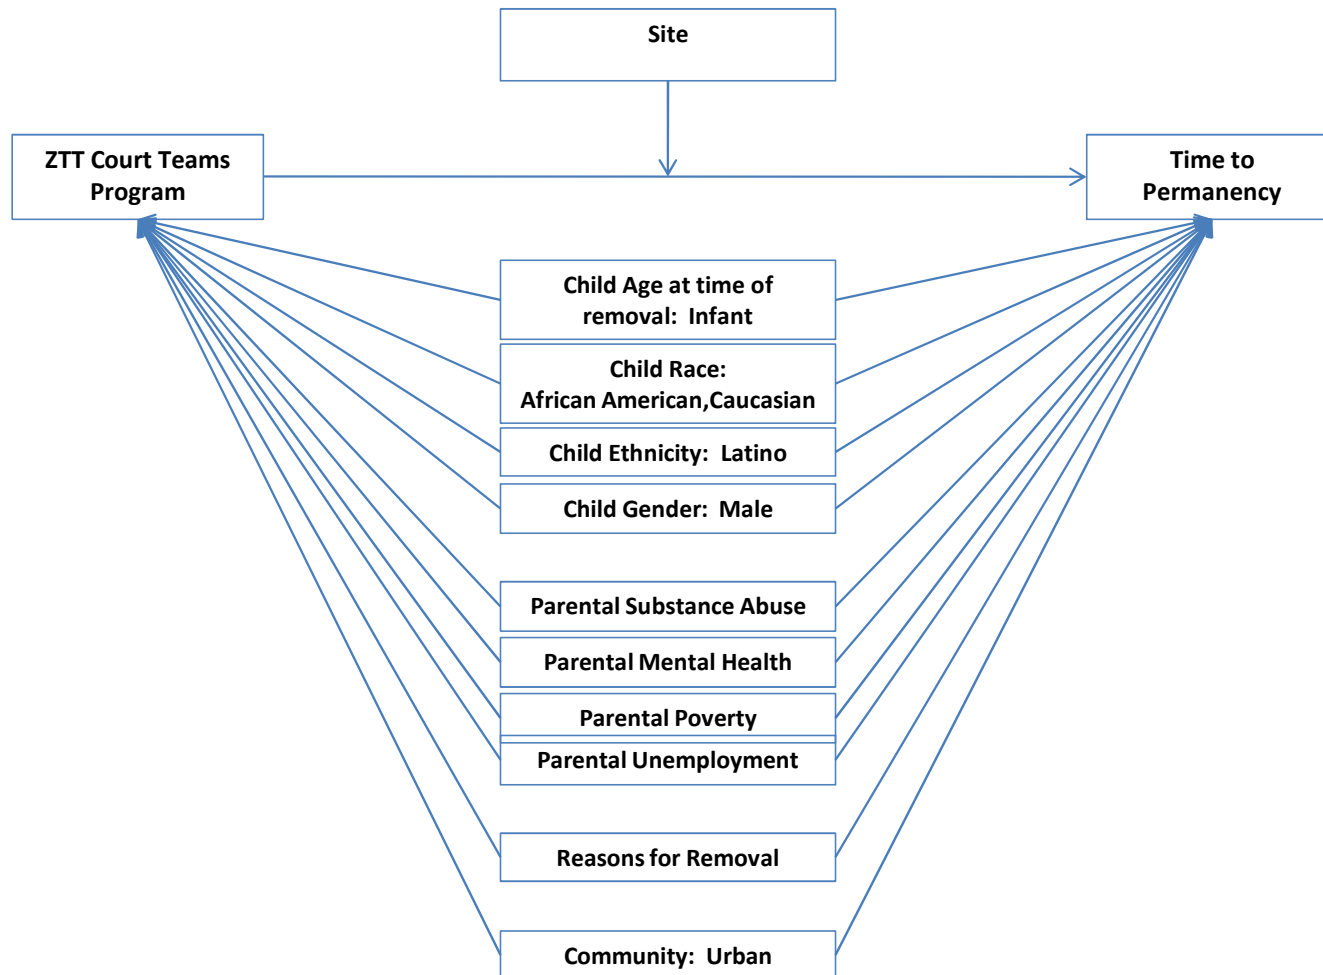 Site
ZTT Court Teams
Program
Time to
Permanency
Child Age at time of
removal:  Infant
Child Race:
African American,Caucasian
Child Ethnicity:  Latino
Child Gender:  Male
Parental Substance Abuse
Parental Mental Health
Parental Poverty
Parental Unemployment
Reasons for Removal
Community:  Urban